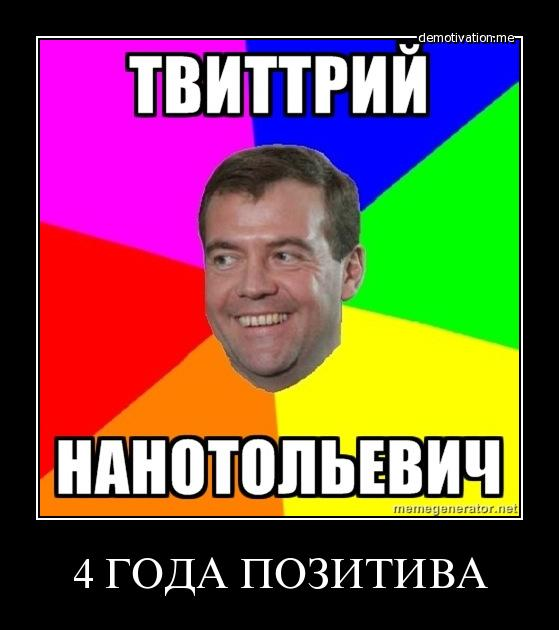 demotivation.me
ТВИТТРИЙ
НАНОТОЛЬЕВИЧ
memegenerator.net
4 ГОДА ПОЗИТИВА